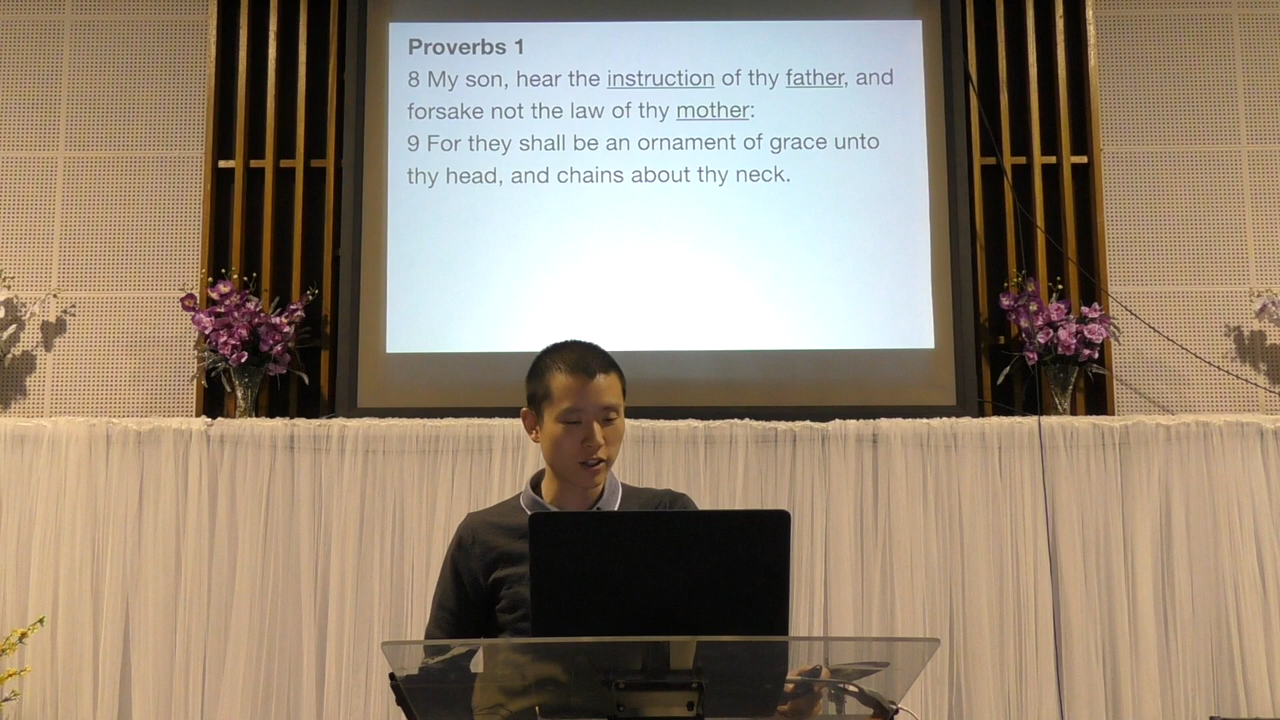 Proverbs 1
8 My son, hear the instruction of thy father, and
forsake not the law of thy mother:
9 For they shall be an ornament of grace unto
thy head, and chains about thy neck.